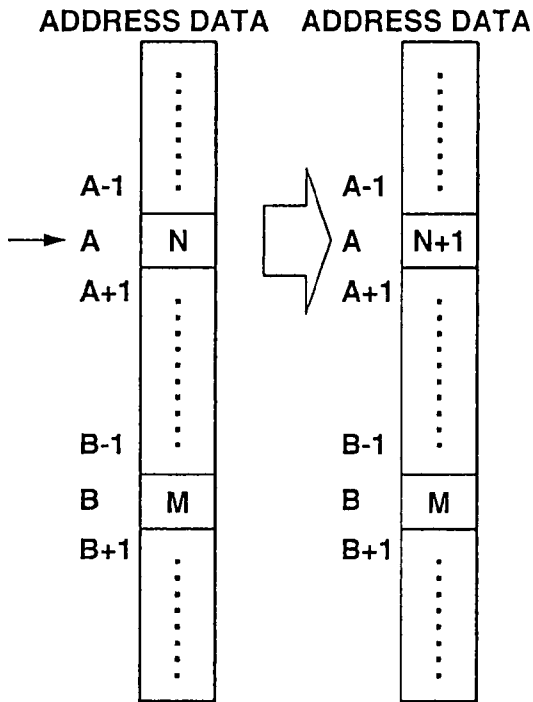 ADDRESS DATA ADDRESS DATA
A-1 A-1
A N A N+1
A+1 A+1
B-1 B-1
B M B M
B+1 B+1